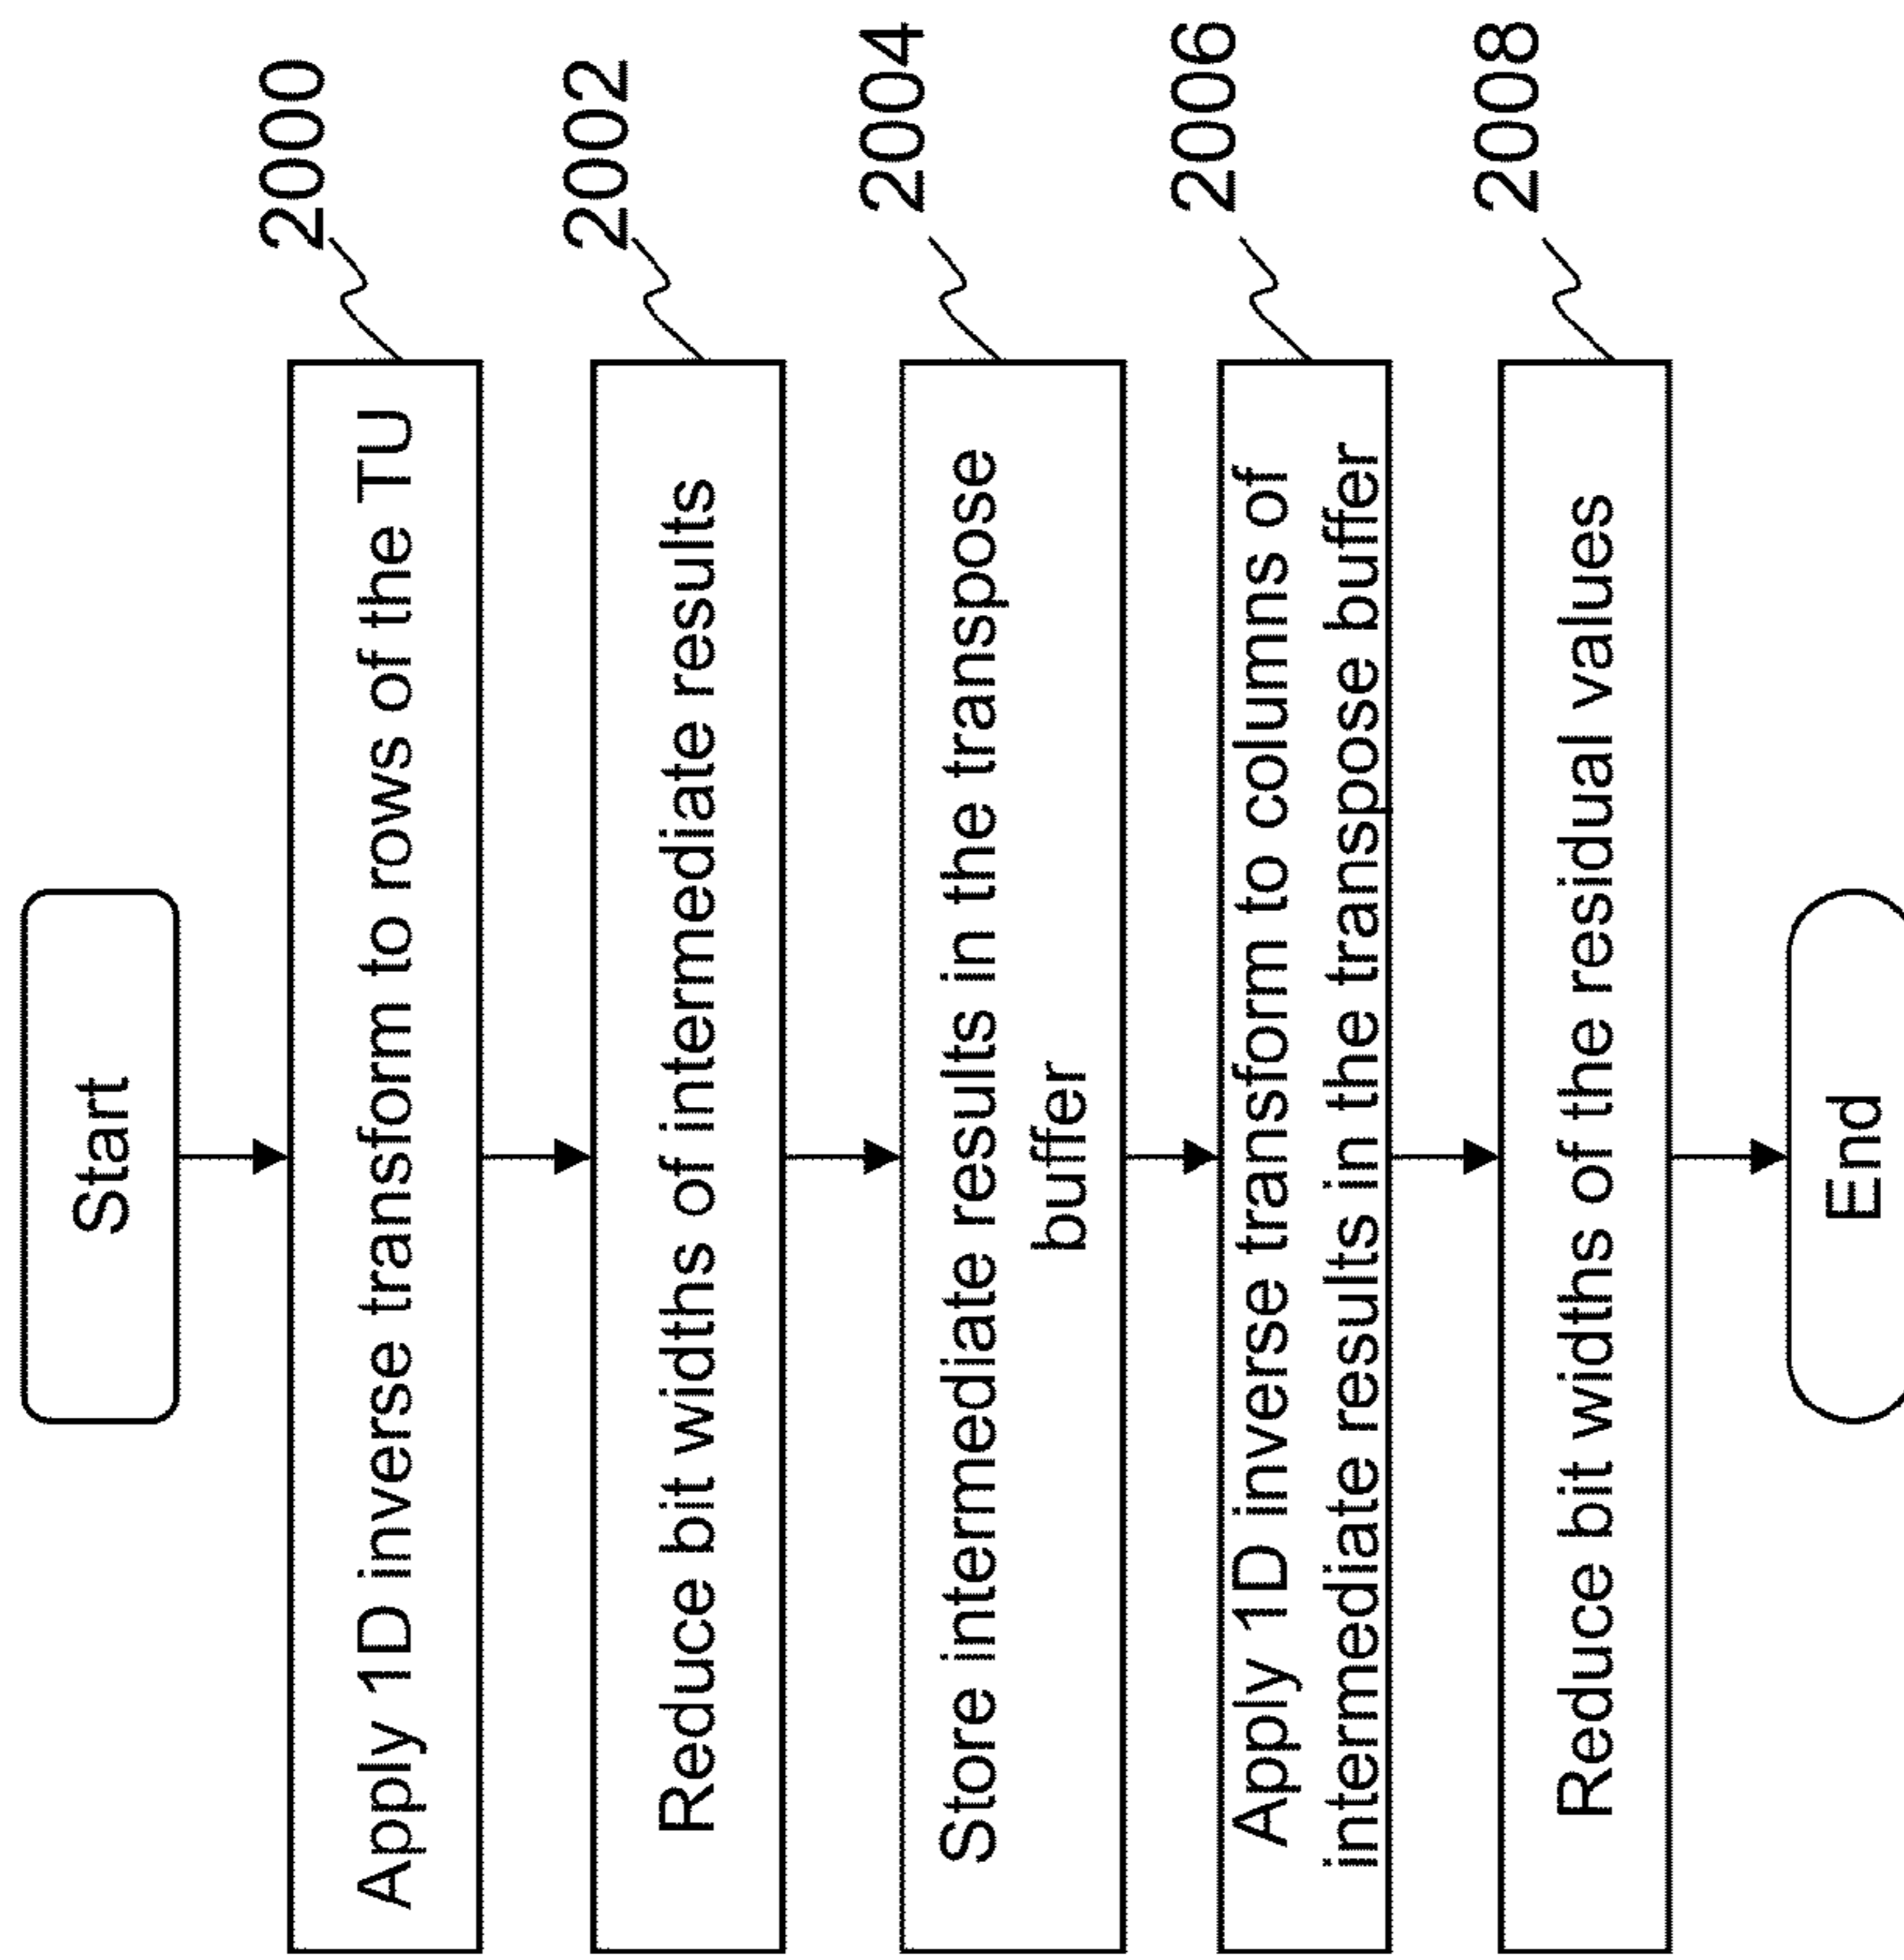 Start
2000
Apply 1D inverse transform to rows of the TU
2002
Reduce bit widths of intermediate results
2004
Store intermediate results in the transpose
buffer
2006
Apply 1D inverse transform to columns of
intermediate results in the transpose buffer
2008
Reduce bit widths of the residual values
End